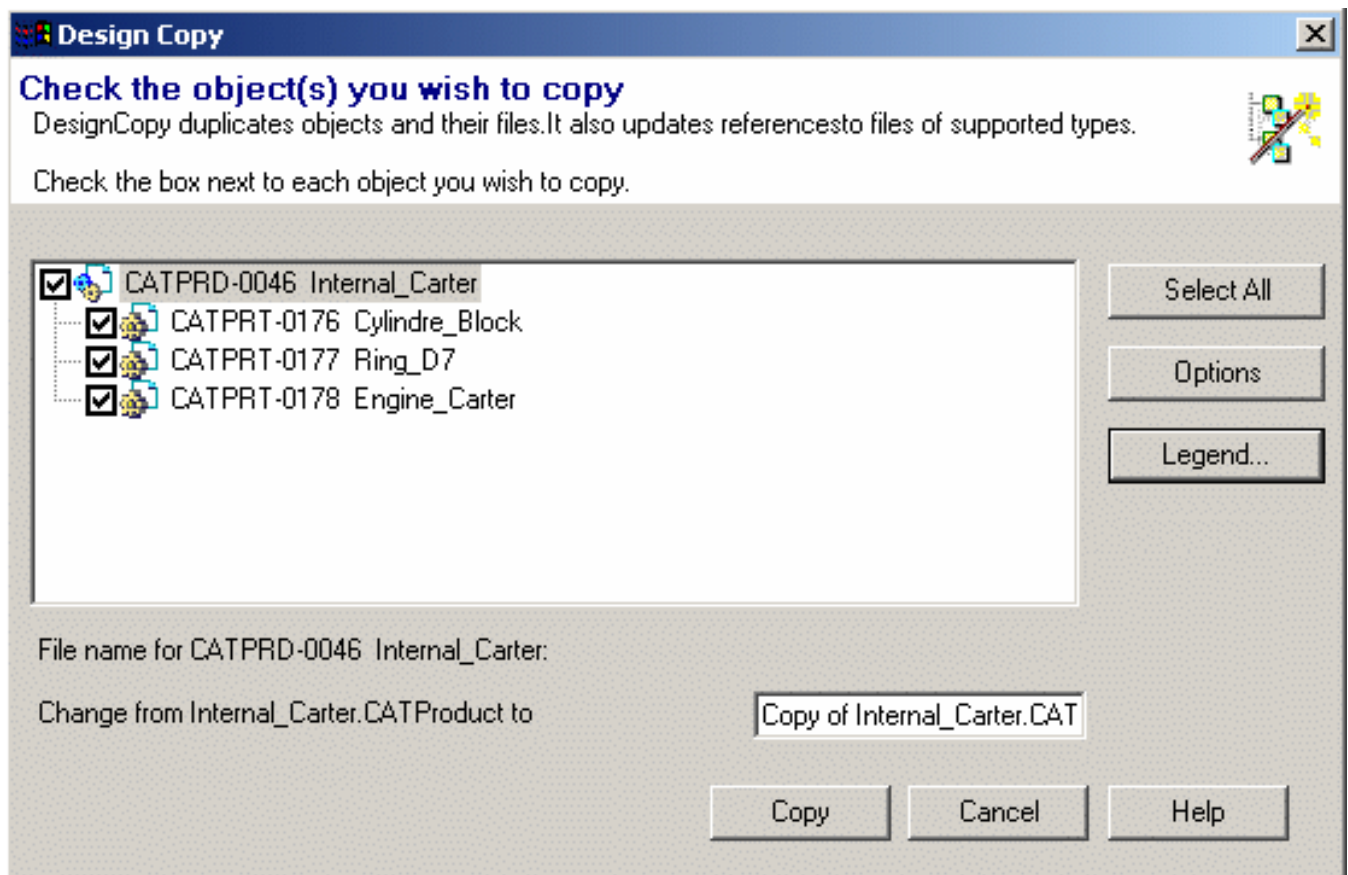 Design Copy
Check the object(s) you wish to copy
DesignCopy duplicates objects and their files.It also updates referencesto files of supported types.
Check the box next to each object you wish to copy.
CATPRD-0046 Internal_Carter
CATPRT-0176 Cylindre_Block
CATPRT-0177 Ring_D7
CATPRT-0178 Engine_Carter
Select All
Options
Legend...
File name for CATPRD-0046 Internal_Carter:
Change from Internal_Carter.CATProduct to
Copy of Internal_Carter.CAT
Copy
Cancel
Help